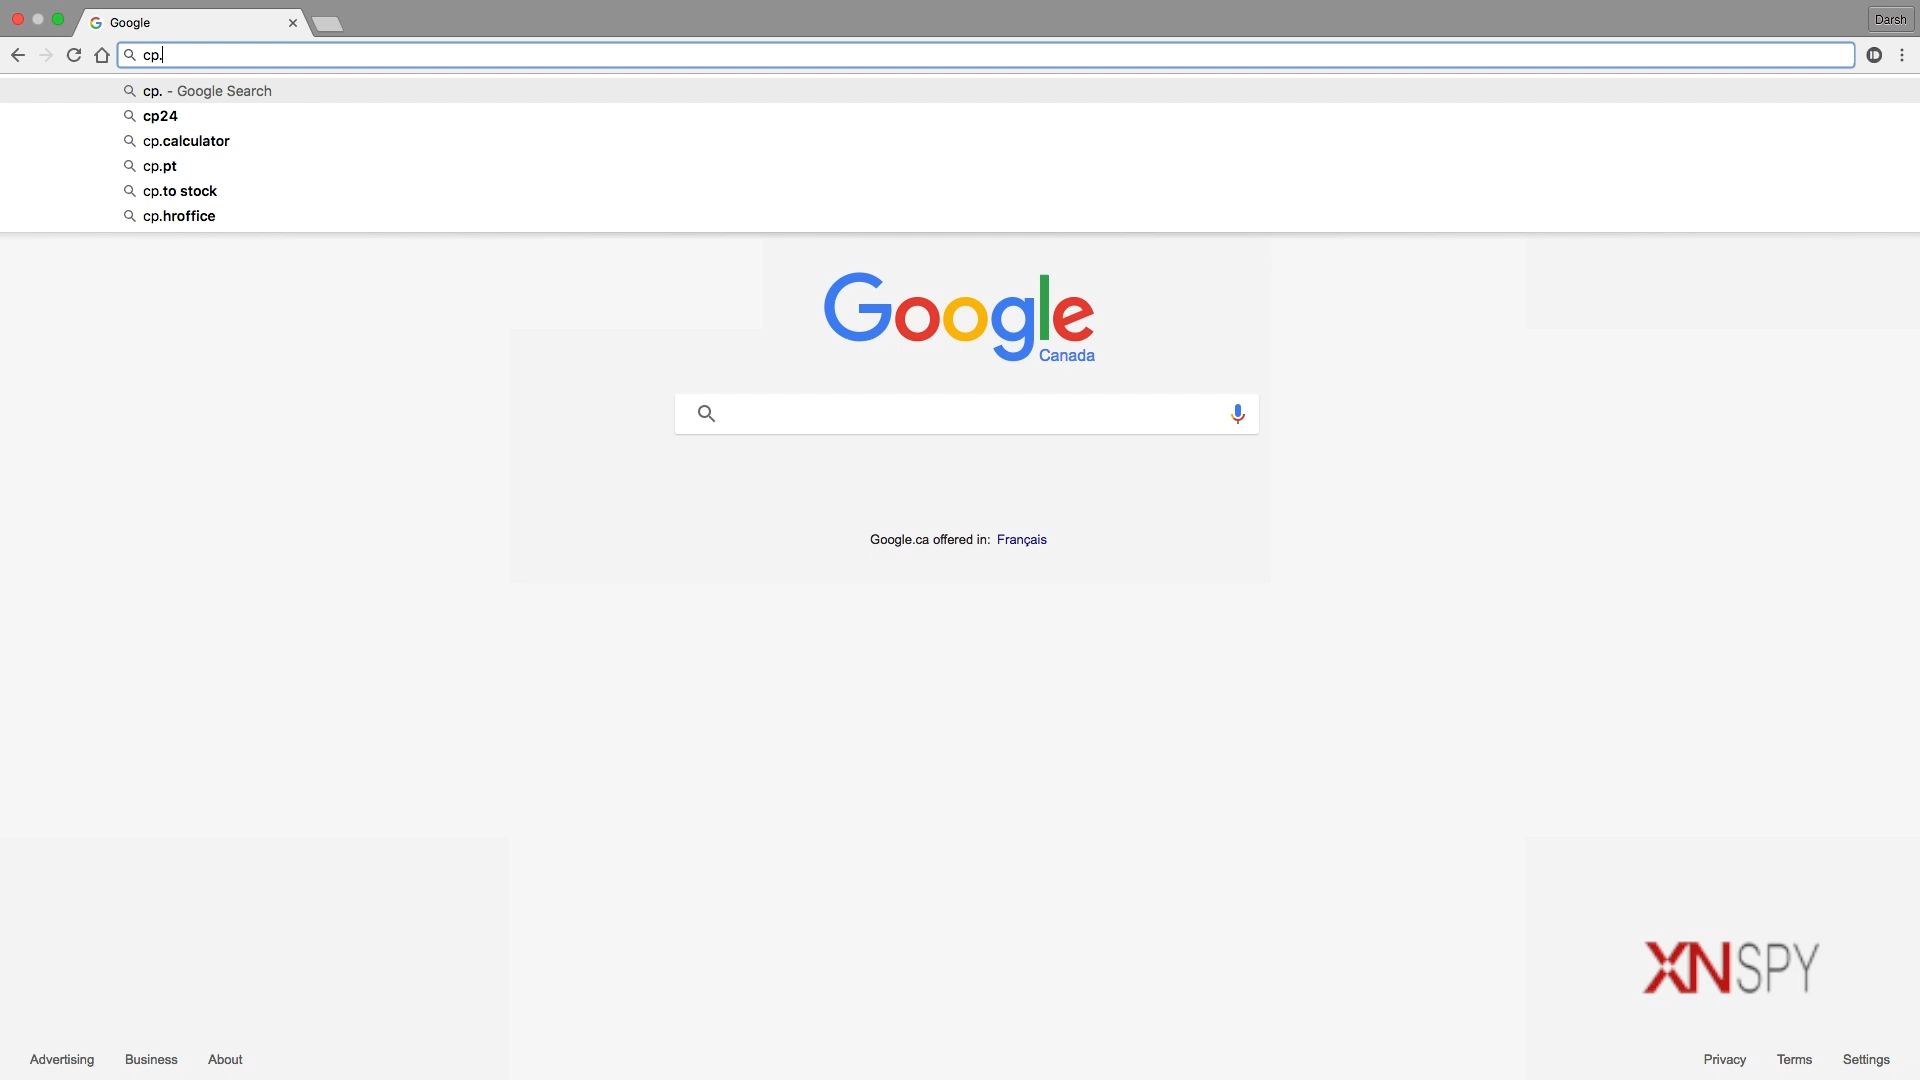 Google
Darsh
cp.
cp. - Google Search
cp24
cp.calculator
cp.pt
cp.to stock
cp.hroffice
Google
Canada
Google.ca offered in: Français
XNSPY
Advertising Business About Privacy Terms Settings